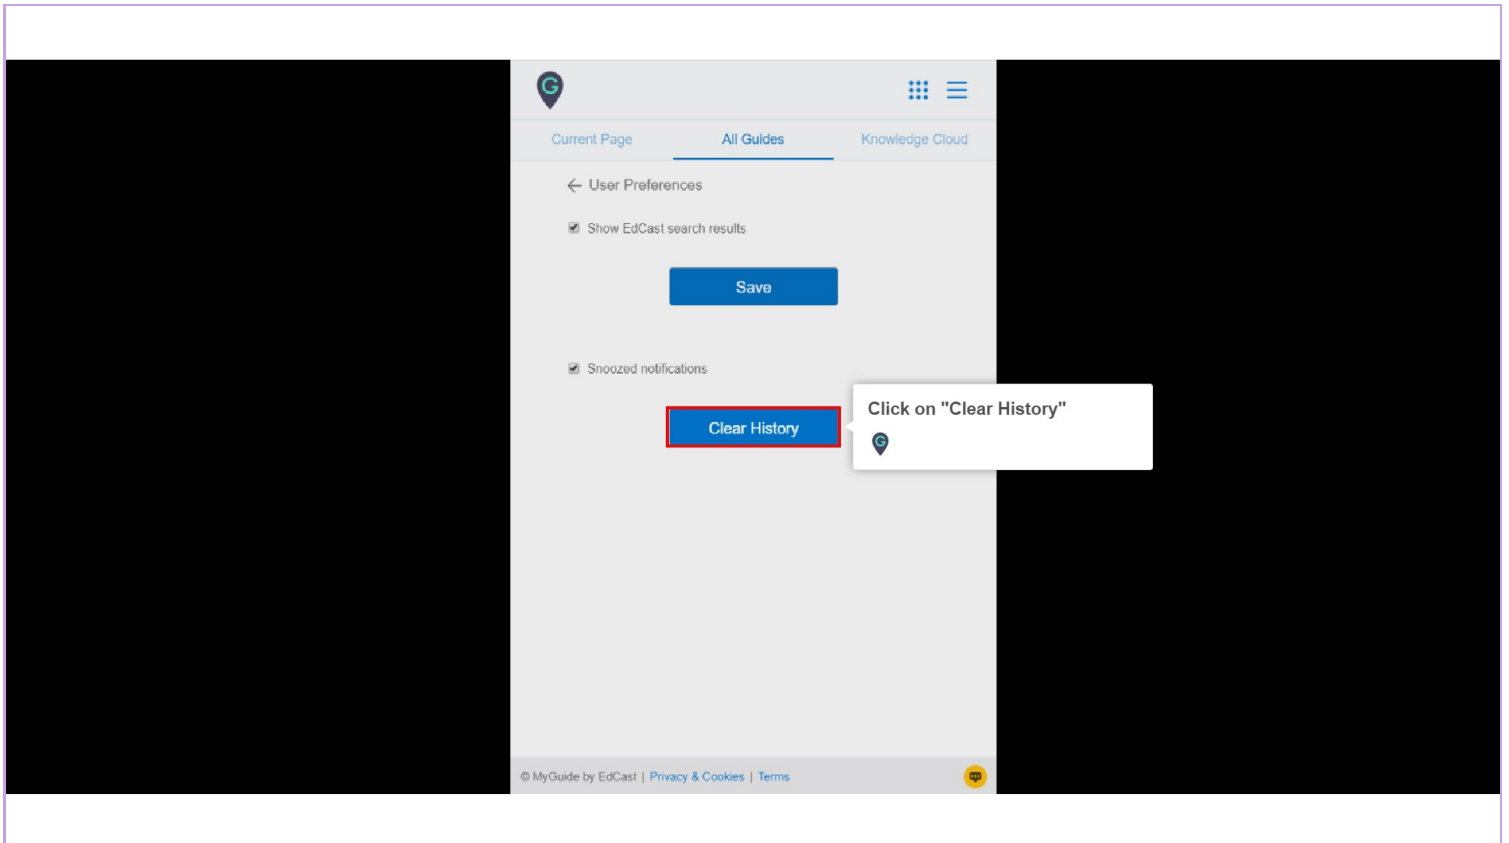 G
Current Page All Guides Knowledge Cloud
← User Preferences
Show EdCast search results
Save
Snoozed notifications
Clear History
Click on "Clear History"
G
© MyGuide by EdCast | Privacy & Cookies | Terms